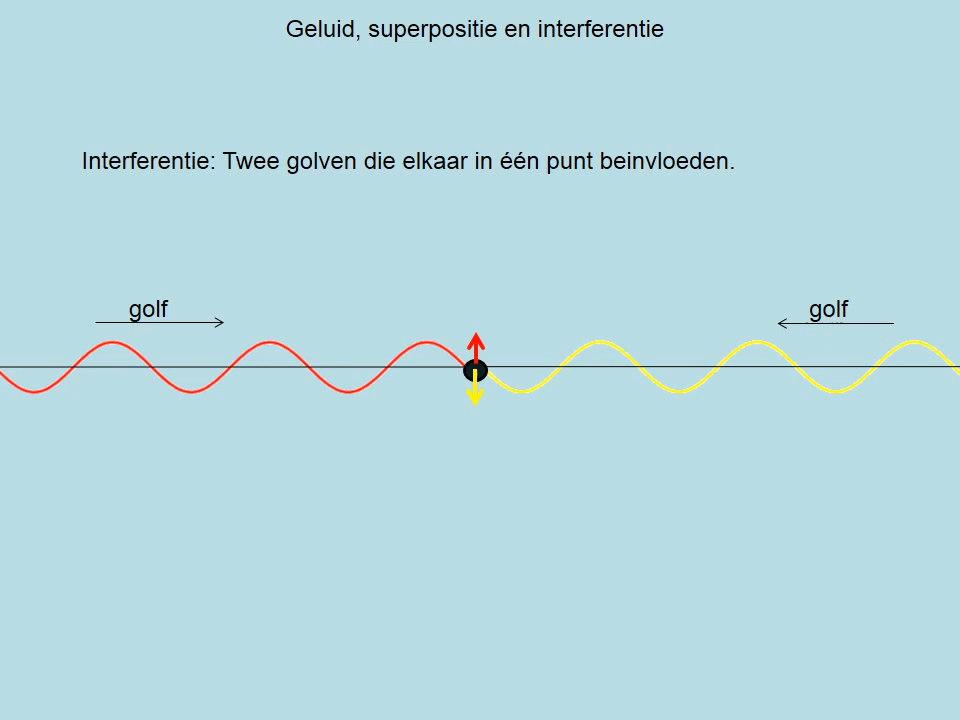 Geluid, superpositie en interferentie
Interferentie: Twee golven die elkaar in één punt beinvloeden.
golf
golf